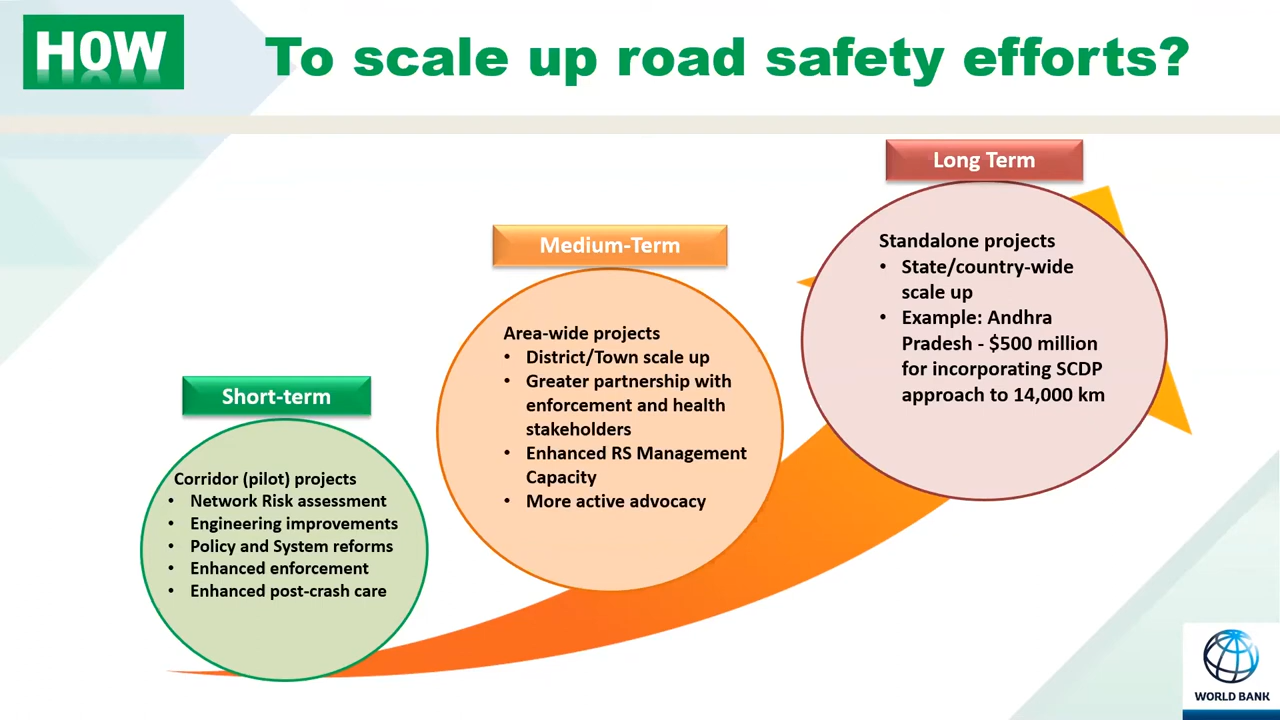 HOW
To scale up road safety efforts?
Short-term
Corridor (pilot) projects
• Network Risk assessment
• Engineering improvements
• Policy and System reforms
• Enhanced enforcement
• Enhanced post-crash care
Medium-Term
Area-wide projects
• District/Town scale up
• Greater partnership with
enforcement and health
stakeholders
• Enhanced RS Management
Capacity
• More active advocacy
Long Term
Standalone projects
• State/country-wide
scale up
• Example: Andhra
Pradesh - $500 million
for incorporating SCDP
approach to 14,000 km
WORLD BANK